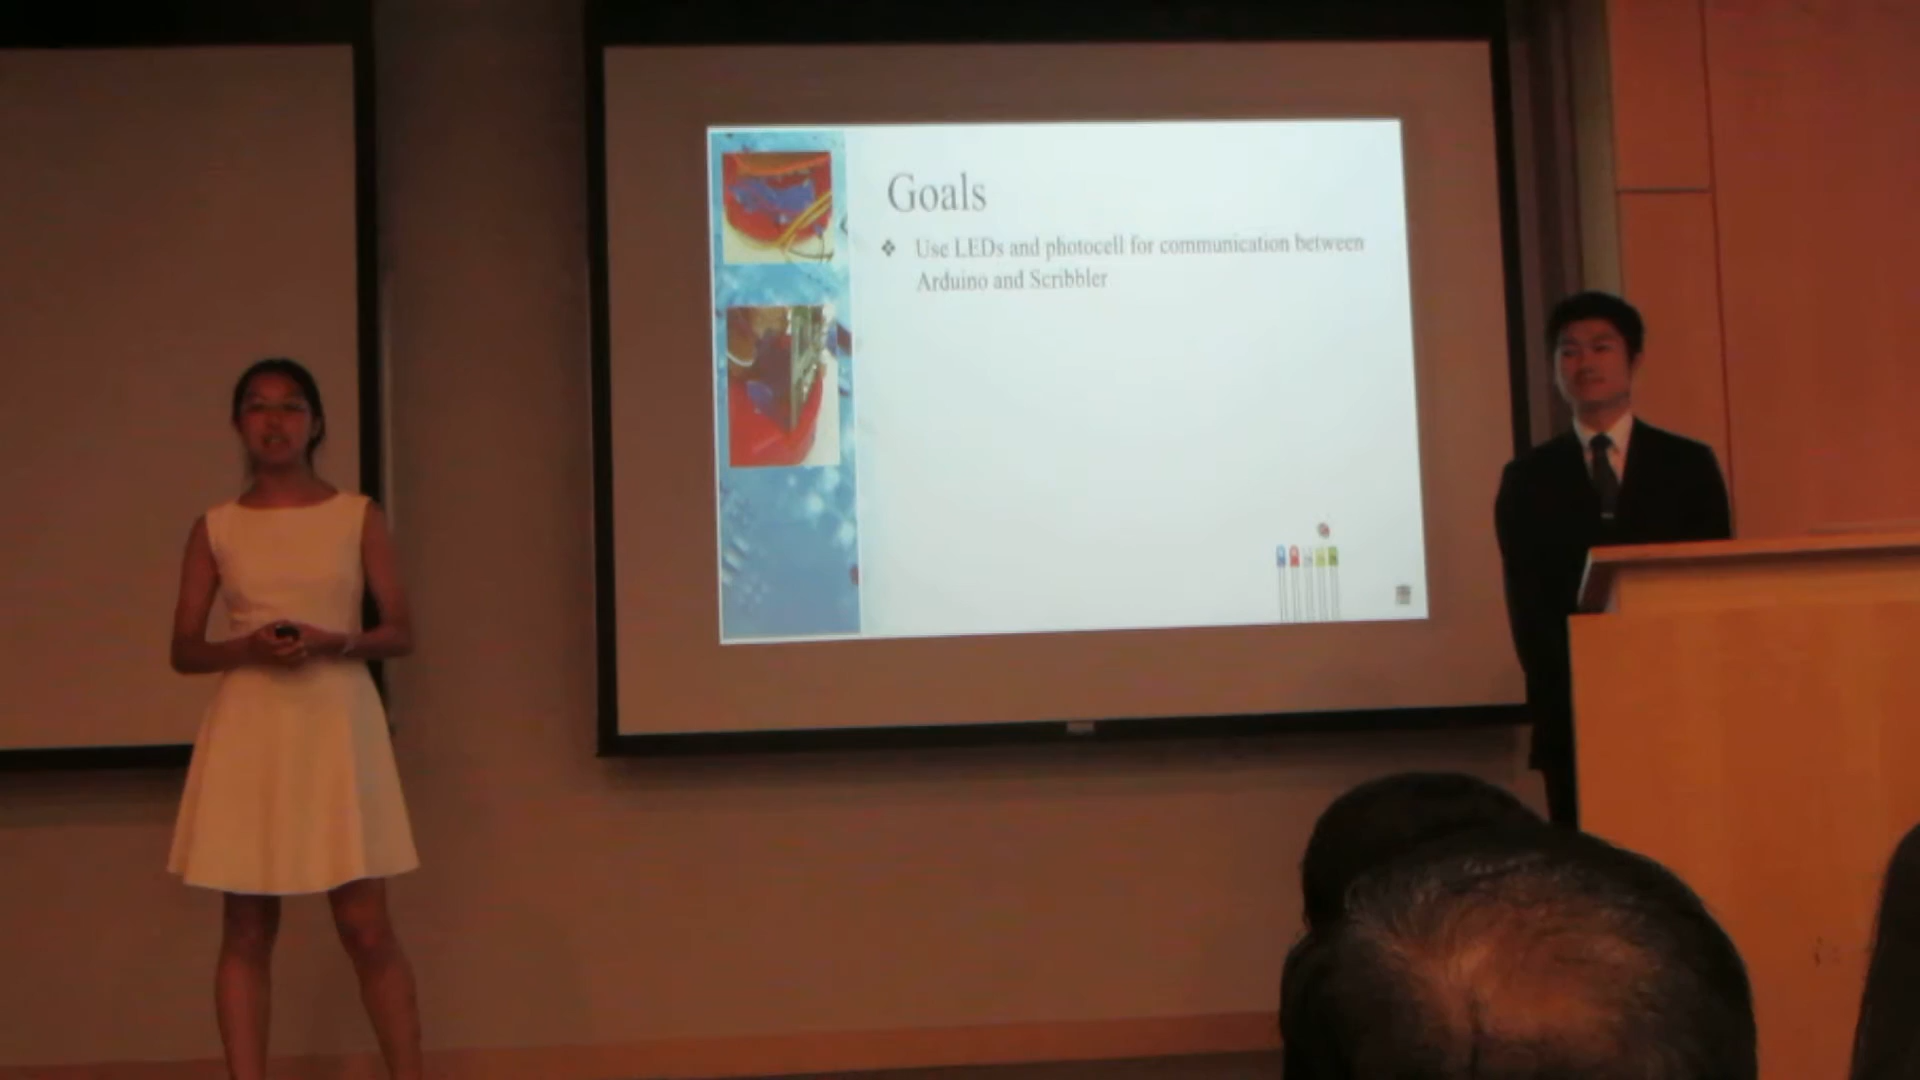 Goals
❖ Use LEDs and photocell for communication between
Arduino and Scribbler